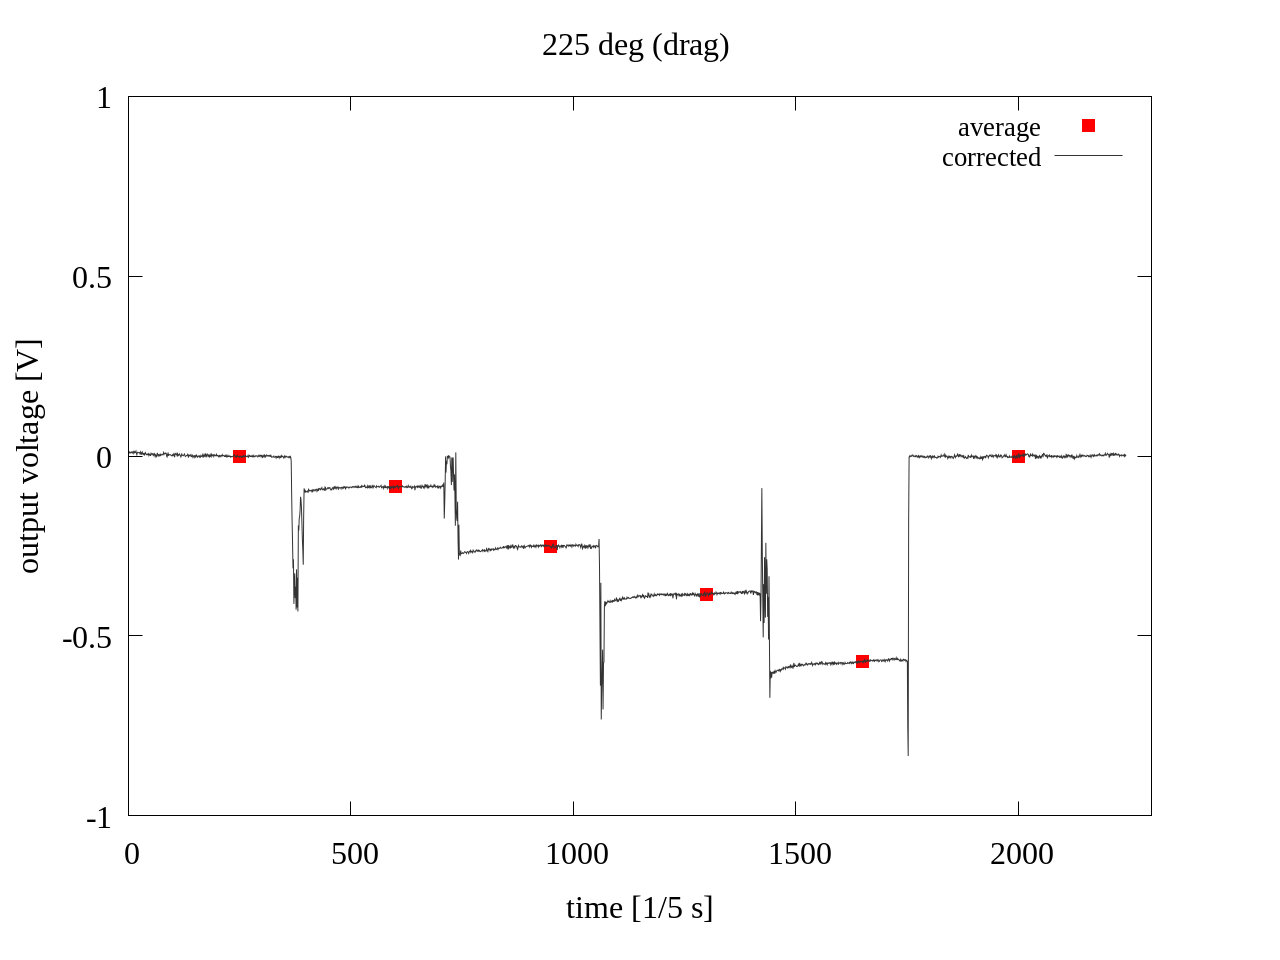 225 deg (drag)
1
average
corrected
0.5
output voltage [V]
0
-0.5
-1
0 500 1000 1500 2000
time [1/5 s]